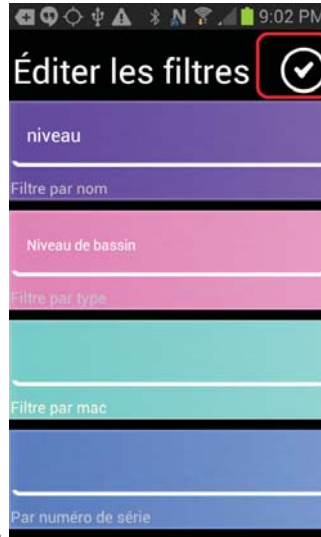 9:02 PM
Éditer les filtres
niveau
Filtre par nom
Niveau de bassin
Filtre par type
Filtre par mac
Par numéro de série